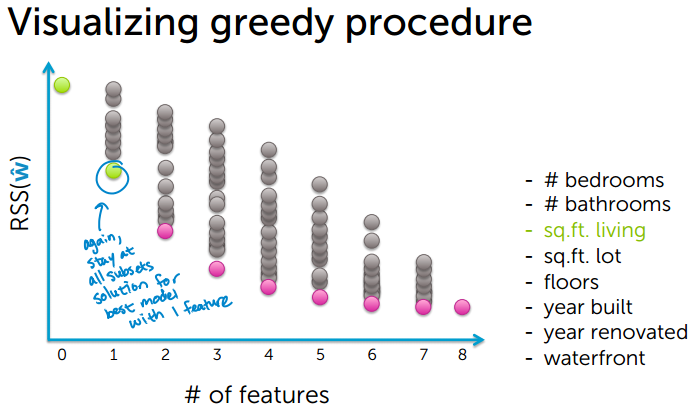 Visualizing greedy procedure
RSS(ŵ)
again,
stay at
all subsets
solution for
best model
with 1 feature
0 1 2 3 4 5 6 7 8
# of features
- # bedrooms
- # bathrooms
- sq.ft. living
- sq.ft. lot
- floors
- year built
- year renovated
- waterfront